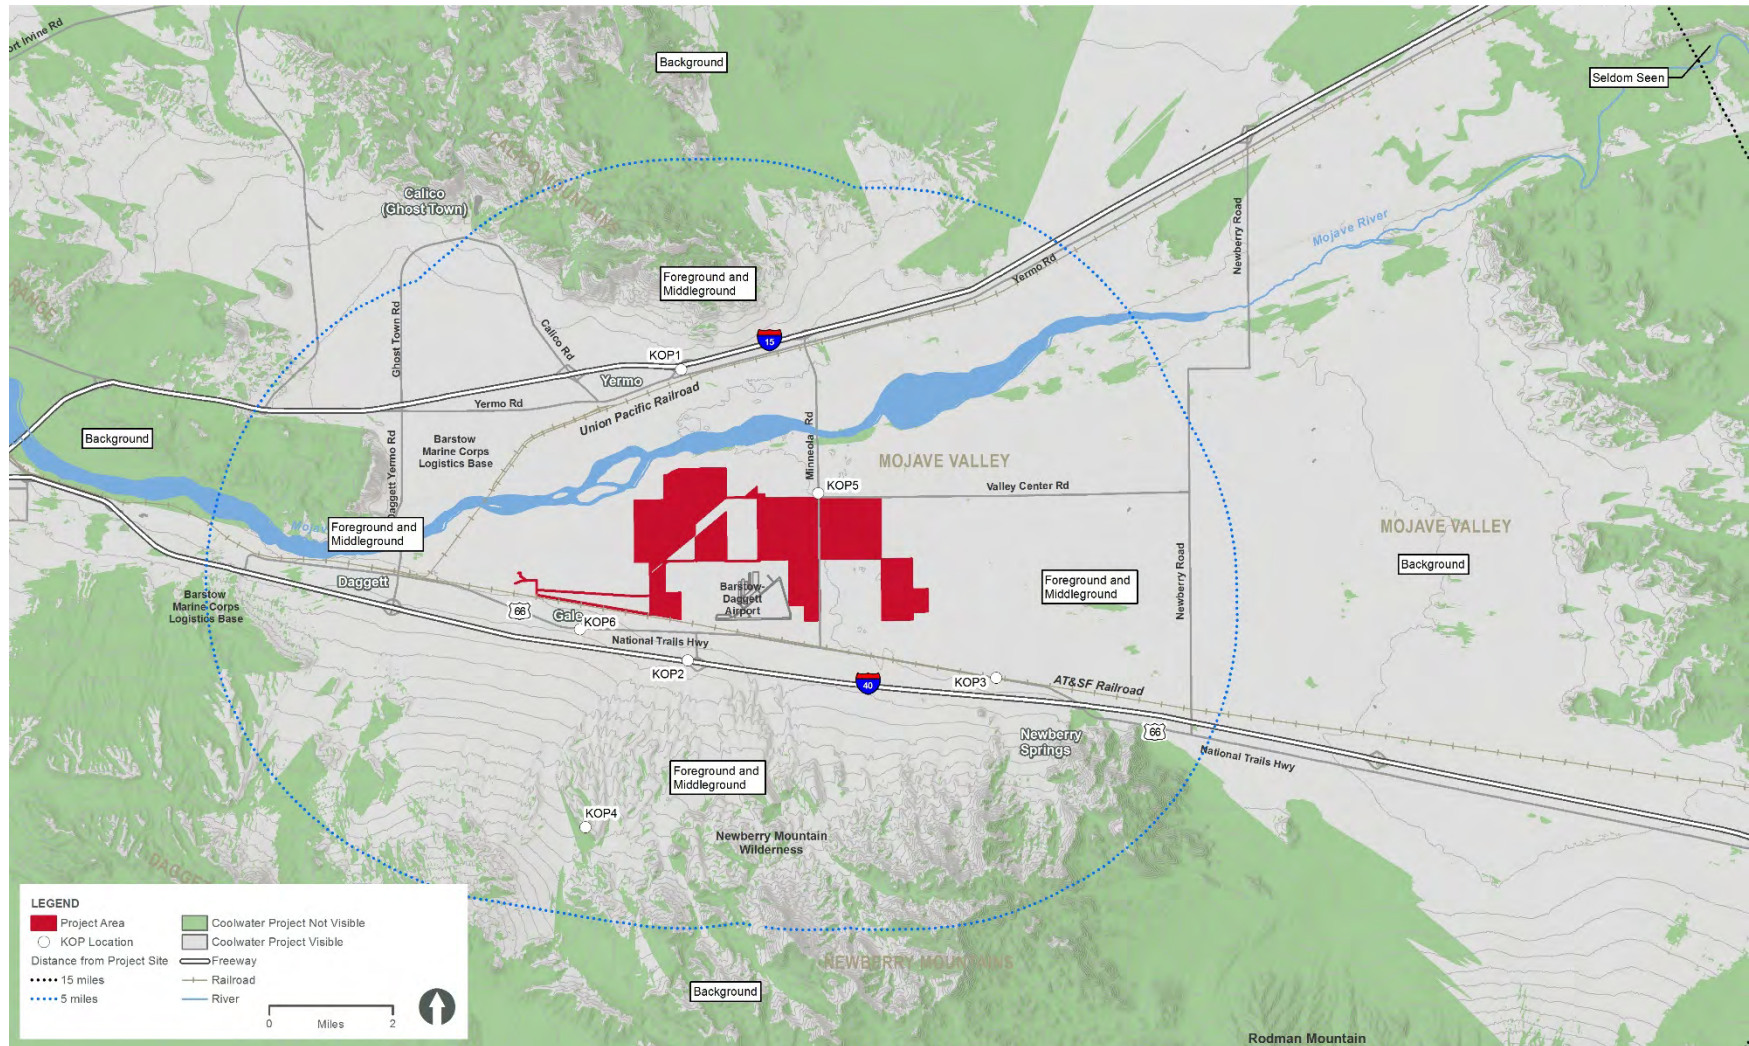 ort Irvine Rd
Background
Seldom Seen
CALICO MOUNTAINS
Calico
(Ghost Town)
Newberry Road
Mojave River
Foreground and
Middleground
Yermo Rd
RANGE
Ghost Town Rd
Calico Rd
15
KOP1
Yermo
Yermo Rd
Union Pacific Railroad
Background
Barstow
Marine Corps
Logistics Base
Daggett Yermo Rd
Minneola Rd
MOJAVE VALLEY
KOP5
Valley Center Rd
MOJAVE VALLEY
Foreground and
Middleground
Background
Daggett
Barstow
Marine Corps
Logistics Base
66
Gale
KOP6
Barstow-
Daggett
Airport
Foreground and
Middleground
Newberry Road
National Trails Hwy
KOP2
40
KOP3
AT&SF Railroad
Newberry
Springs
66
National Trails Hwy
Foreground and
Middleground
KOP4
Newberry Mountain
Wilderness
DAGGET
NEWBERRY MOUNTAINS
Background
Rodman Mountain
LEGEND
Project Area
KOP Location
Distance from Project Site
15 miles
5 miles
Coolwater Project Not Visible
Coolwater Project Visible
Freeway
Railroad
River
0 2
Miles